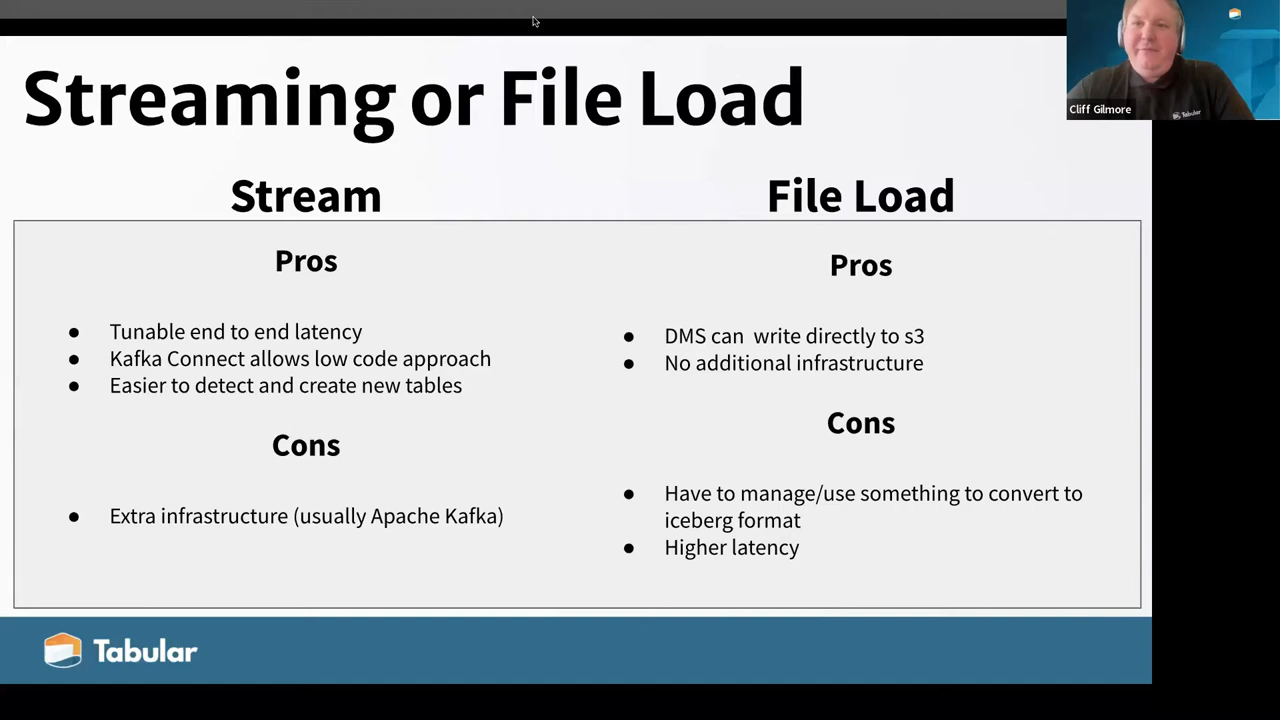 Streaming or File Load
Cliff Gilmore
Tabular
Stream
Pros
● Tunable end to end latency
● Kafka Connect allows low code approach
● Easier to detect and create new tables
Cons
● Extra infrastructure (usually Apache Kafka)
File Load
Pros
● DMS can  write directly to s3
● No additional infrastructure
Cons
● Have to manage/use something to convert to
iceberg format
● Higher latency
Tabular